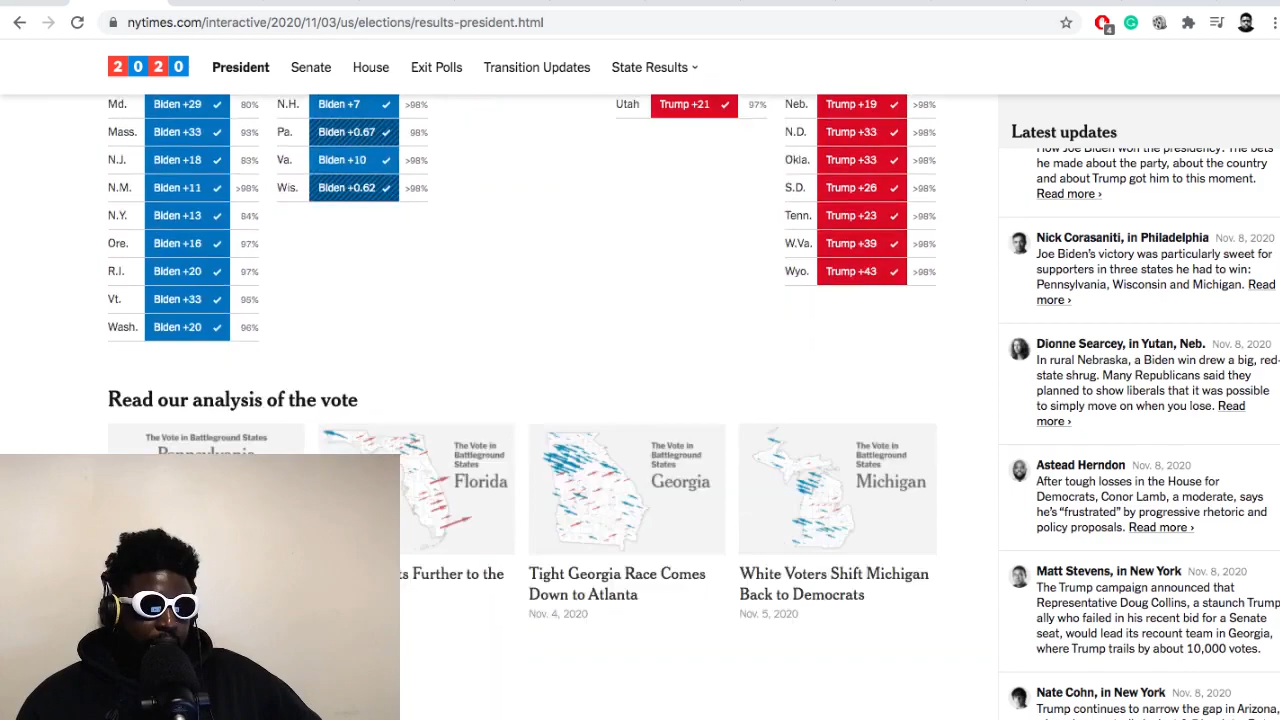 nytimes.com/interactive/2020/11/03/us/elections/results-president.html
4
2020 President Senate House Exit Polls Transition Updates State Results
Md. Biden +29 80% N.H. Biden +7 >98% Utah Trump +21 97% Neb. Trump +19 >98%
Mass. Biden +33 93% Pa. Biden +0.67 98% N.D. Trump +33 >98%
N.J. Biden +18 83% Va. Biden +10 >98% Okla. Trump +33 >98%
N.M. Biden +11 >98% Wis. Biden +0.62 >98% S.D. Trump +26 >98%
N.Y. Biden +13 84% Tenn. Trump +23 >98%
Ore. Biden +16 97% W.Va. Trump +39 >98%
R.I. Biden +20 97% Wyo. Trump +43 >98%
Vt. Biden +33 95%
Wash. Biden +20 96%
Read our analysis of the vote
The Vote in Battleground States
Pennsylvania
The Vote in
Battleground
States
Florida
ts Further to the
The Vote in
Battleground
States
Georgia
Tight Georgia Race Comes
Down to Atlanta
Nov. 4, 2020
The Vote in
Battleground
States
Michigan
White Voters Shift Michigan
Back to Democrats
Nov. 5, 2020
Latest updates
How Joe Biden won the presidency: The bets
he made about the party, about the country
and about Trump got him to this moment.
Read more ›
Nick Corasaniti, in Philadelphia Nov. 8, 2020
Joe Biden's victory was particularly sweet for
supporters in three states he had to win:
Pennsylvania, Wisconsin and Michigan. Read
more ›
Dionne Searcey, in Yutan, Neb. Nov. 8, 2020
In rural Nebraska, a Biden win drew a big, red-
state shrug. Many Republicans said they
planned to show liberals that it was possible
to simply move on when you lose. Read
more ›
Astead Herndon Nov. 8, 2020
After tough losses in the House for
Democrats, Conor Lamb, a moderate, says
he's "frustrated" by progressive rhetoric and
policy proposals. Read more ›
Matt Stevens, in New York Nov. 8, 2020
The Trump campaign announced that
Representative Doug Collins, a staunch Trump
ally who failed in his recent bid for a Senate
seat, would lead its recount team in Georgia,
where Trump trails by about 10,000 votes.
Nate Cohn, in New York Nov. 8, 2020
Trump continues to narrow the gap in Arizona,